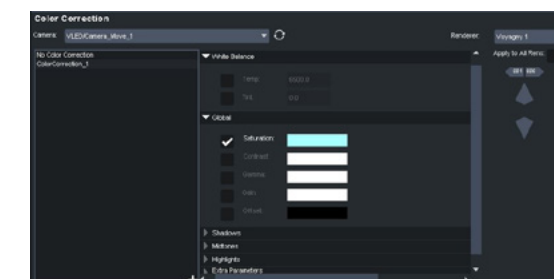 Color Correction
Camera: VLED/Camera_Move_1
Renderer: Voyager 1
No Color Correction
ColorCorrection_1
White Balance
Apply to All Rens:
Temp:
Tint:
0.0
Global
Saturation:
Contrast:
Gamma:
Gain:
Offset:
Shadows
Midtones
Highlights
Extra Parameters